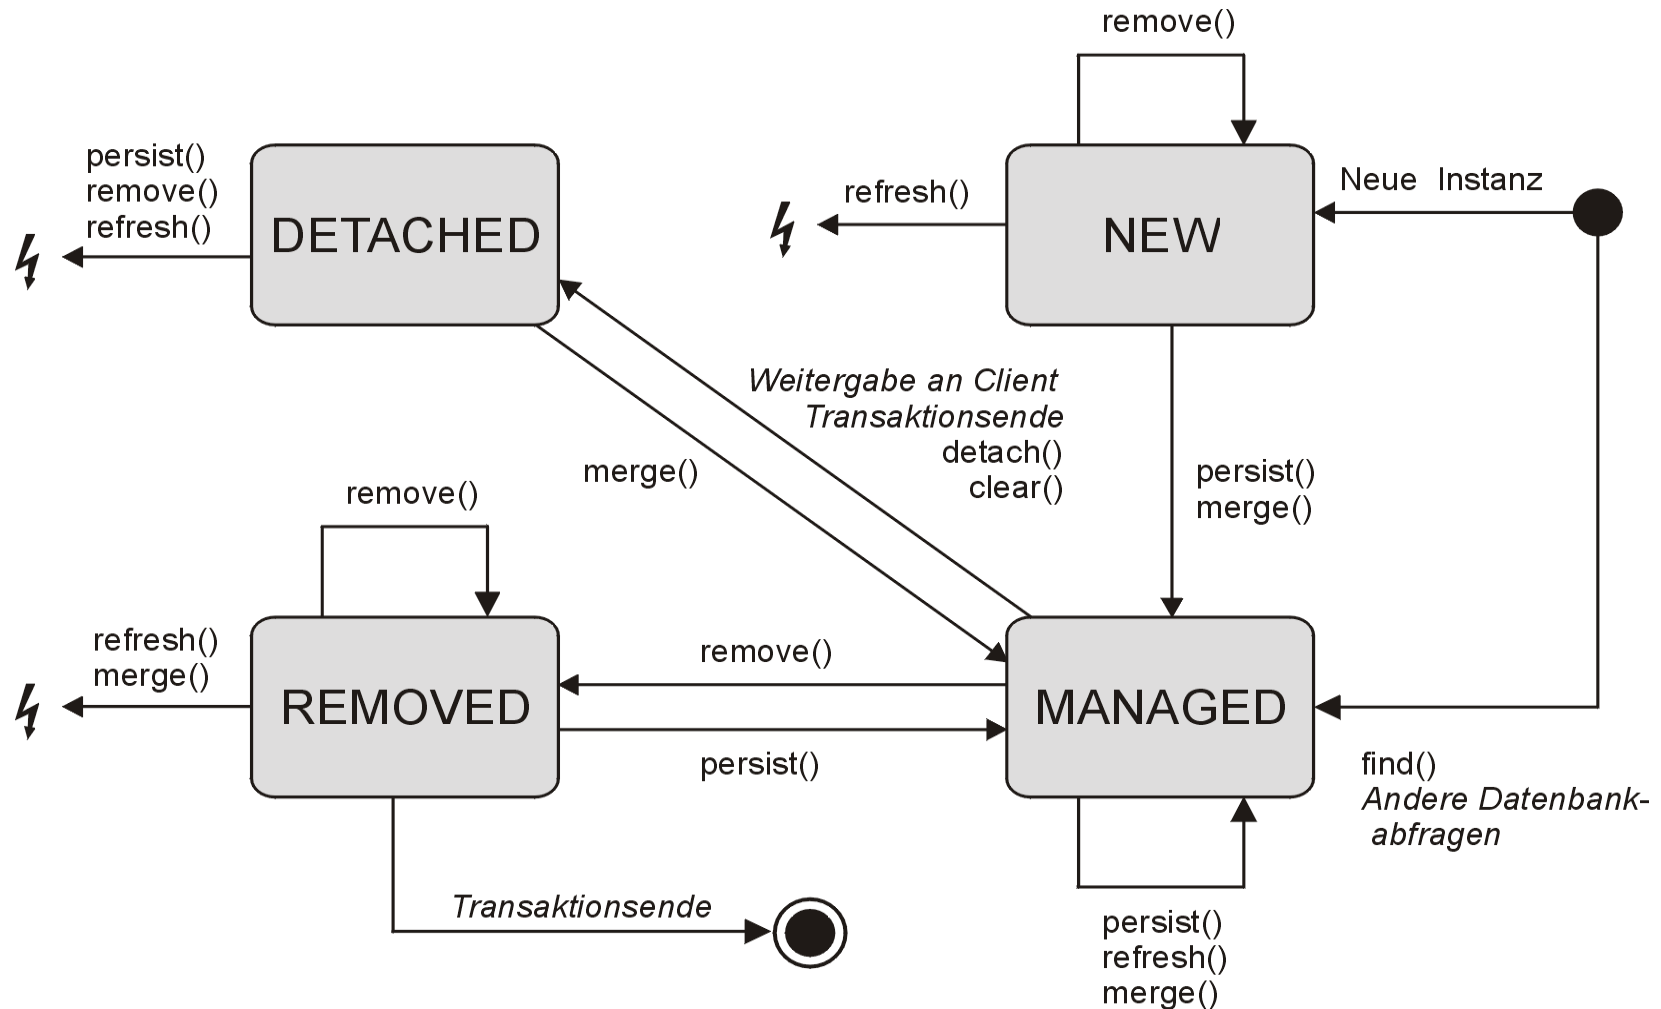 remove()
persist()
remove()
refresh()
DETACHED
refresh()
NEW
Neue Instanz
Weitergabe an Client
Transaktionsende
detach()
clear()
merge()
persist()
merge()
remove()
refresh()
merge()
REMOVED
remove()
persist()
MANAGED
find()
Andere Datenbank-
abfragen
Transaktionsende
persist()
refresh()
merge()